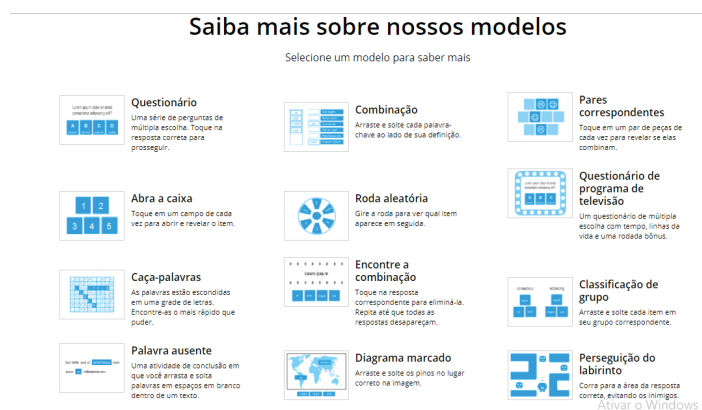 Saiba mais sobre nossos modelos
Selecione um modelo para saber mais
Questionário
Uma série de perguntas de
múltipla escolha. Toque na
resposta correta para
prosseguir.
Combinação
Arraste e solte cada palavra-
chave ao lado de sua definição.
Pares
correspondentes
Toque em um par de peças de
cada vez para revelar se elas
combinam.
Abra a caixa
Toque em um campo de cada
vez para abrir e revelar o item.
1 2
3 4 5
Roda aleatória
Gire a roda para ver qual item
aparece em seguida.
Questionário de
programa de
televisão
Um questionário de múltipla
escolha com tempo, linhas da
vida e uma rodada bônus.
Caça-palavras
As palavras estão escondidas
em uma grade de letras.
Encontre-as o mais rápido que
puder.
Encontre a
combinação
Toque na resposta
correspondente para eliminá-la.
Repita até que todas as
respostas desapareçam.
Classificação de
grupo
Arraste e solte cada item em
seu grupo correspondente.
Palavra ausente
Uma atividade de conclusão em
que você arrasta e solta
palavras em espaços em branco
dentro de um texto.
Diagrama marcado
Arraste e solte os pinos no lugar
correto na imagem.
Perseguição do
labirinto
Corra para a área da resposta
correta, evitando os inimigos.
Ativar o Windows